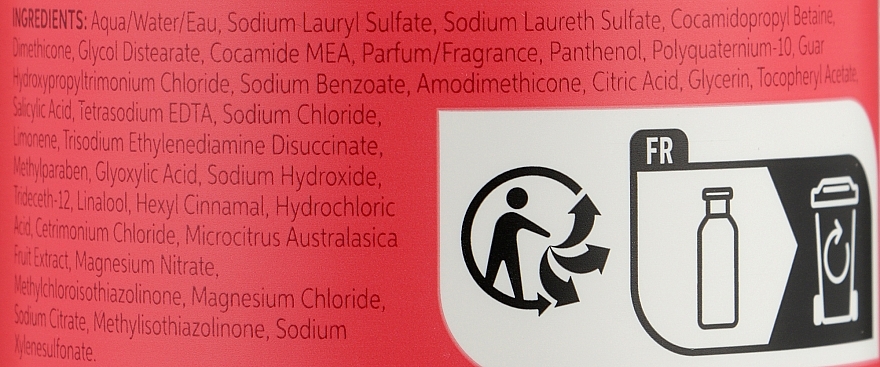 INGREDIENTS: Aqua/Water/Eau, Sodium Lauryl Sulfate, Sodium Laureth Sulfate, Cocamidopropyl Betaine,
Dimethicone, Glycol Distearate, Cocamide MEA, Parfum/Fragrance, Panthenol, Polyquaternium-10, Guar
Hydroxypropyltrimonium Chloride, Sodium Benzoate, Amodimethicone, Citric Acid, Glycerin, Tocopheryl Acetate,
Salicylic Acid, Tetrasodium EDTA, Sodium Chloride,
Limonene, Trisodium Ethylenediamine Disuccinate,
Methylparaben, Glyoxylic Acid, Sodium Hydroxide,
Trideceth-12, Linalool, Hexyl Cinnamal, Hydrochloric
Acid, Cetrimonium Chloride, Microcitrus Australasica
Fruit Extract, Magnesium Nitrate,
Methylchloroisothiazolinone, Magnesium Chloride,
Sodium Citrate, Methylisothiazolinone, Sodium
Xylenesulfonate.
FR